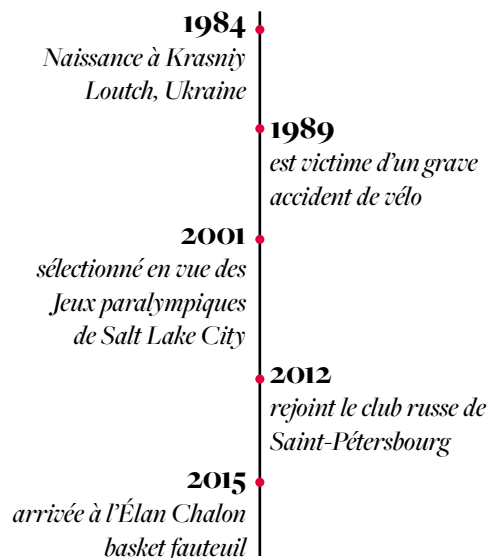 1984
Naissance à Krasniy
Loutch, Ukraine
1989
est victime d'un grave
accident de vélo
2001
sélectionné en vue des
Jeux paralympiques
de Salt Lake City
2012
rejoint le club russe de
Saint-Pétersbourg
2015
arrivée à l'Élan Chalon
basket fauteuil